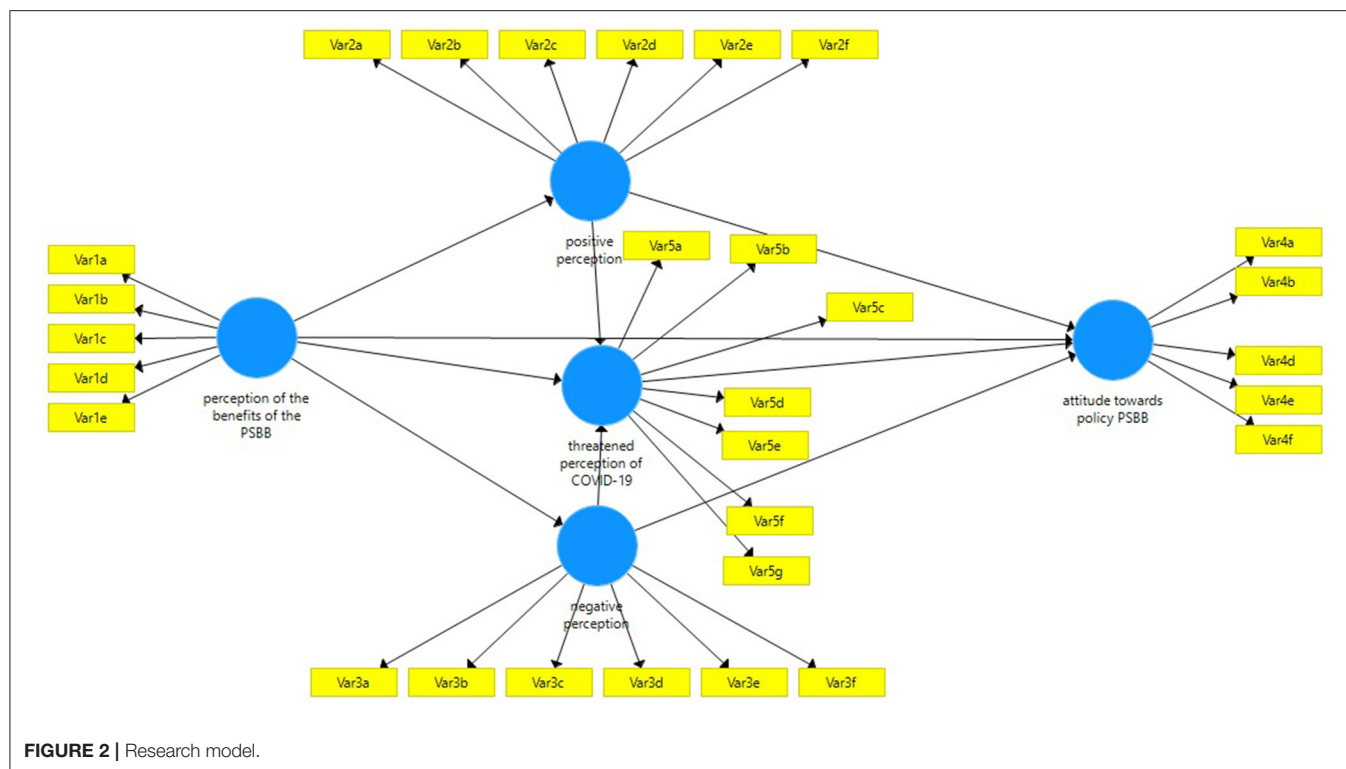 Var2a
Var2b
Var2c
Var2d
Var2e
Var2f
positive
perception
Var5a
Var5b
Var5c
Var5d
Var5e
Var5f
Var5g
Var1a
Var1b
Var1c
Var1d
Var1e
perception of the
benefits of the
PSBB
threatened
perception of
COVID-19
Var4a
Var4b
Var4d
Var4e
Var4f
attitude towards
policy PSBB
negative
perception
Var3a
Var3b
Var3c
Var3d
Var3e
Var3f
FIGURE 2 | Research model.